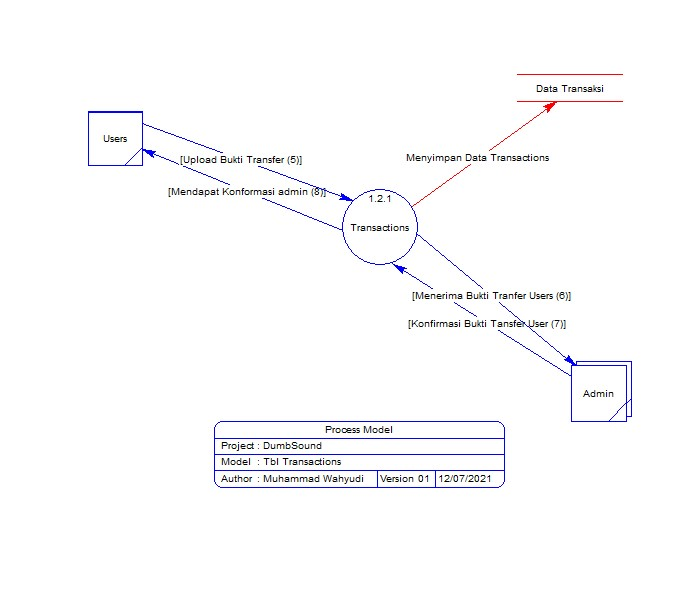 Data Transaksi
Users
[Upload Bukti Transfer (5)]
Menyimpan Data Transactions
[Mendapat Konformasi admin (8)]
1.2.1
Transactions
[Menerima Bukti Tranfer Users (6)]
[Konfirmasi Bukti Tansfer User (7)]
Admin
Process Model
Project : DumbSound
Model : Tbl Transactions
Author : Muhammad Wahyudi Version 01 12/07/2021